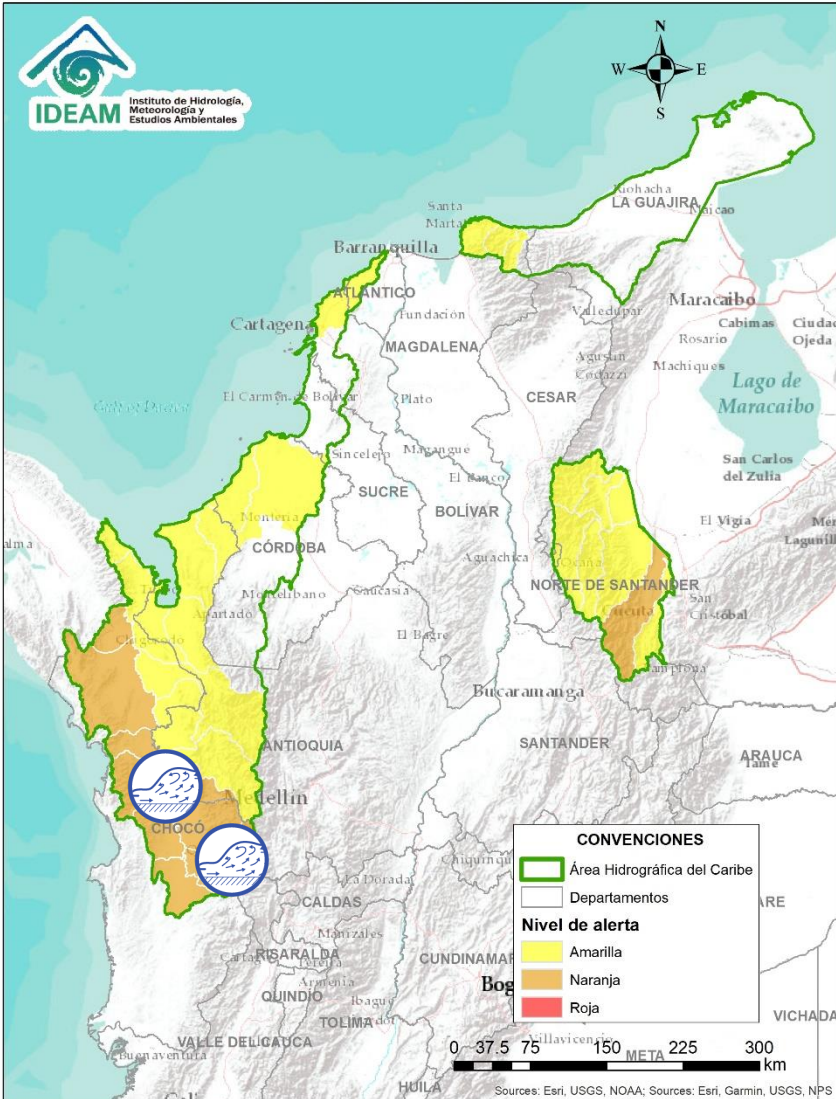 N
W
E
S
IDEAM
Instituto de Hidrología,
Meteorología y
Estudios Ambientales
Riohacha
LA GUAJIRA
Maicao
Santa
Marta
Barranquilla
ATLÁNTICO
Maracaibo
Cabimas
Ciudad
Ojeda
Rosario
Machiques
Lago de
Maracaibo
Cartagena
Fundación
Valledupar
MAGDALENA
Agustín
Codazzi
CESAR
El Carmen de Bolívar
Plato
Sincelejo
Magangue
San Carlos
del Zulia
SUCRE
El Banco
BOLÍVAR
El Vigía
Montería
CÓRDOBA
Aguachica
Ocaña
NORTE DE SANTANDER
San
Cristóbal
Montelíbano
Caucasia
Cúcuta
Turbo
Apartado
Chigorodó
El Bagre
Pamplona
Bucaramanga
ANTIOQUIA
SANTANDER
ARAUCA
Tame
Medellín
CHOCÓ
La Dorada
CALDAS
Manizales
RISARALDA
Pereira
Armenia
QUINDÍO
Ibagué
TOLIMA
VALLE DEL CAUCA
Buenaventura
HUILA
Villavicencio
META
VICHADA
CONVENCIONES
Área Hidrográfica del Caribe
Departamentos
Nivel de alerta
Amarilla
Naranja
Roja
0 37.5 75 150 225 300
km
Sources: Esri, USGS, NOAA; Sources: Esri, Garmin, USGS, NPS